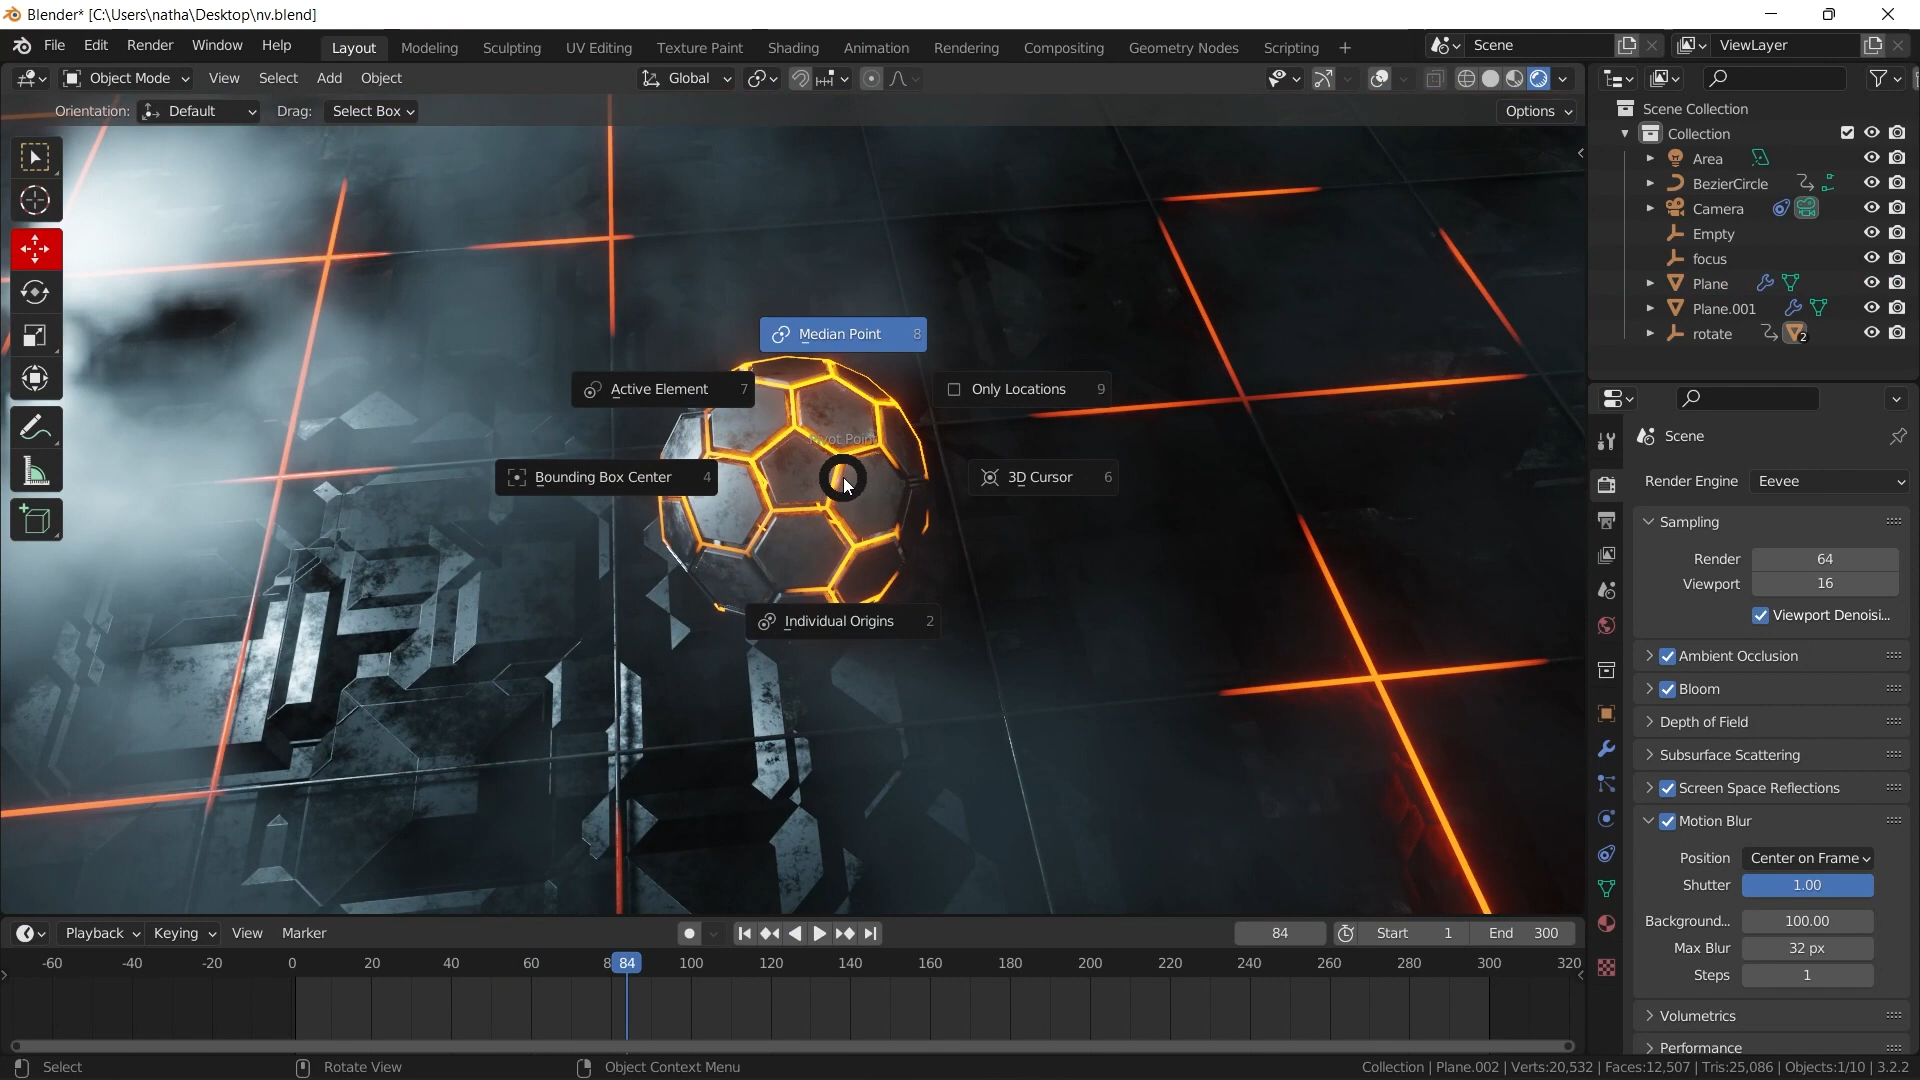 Blender* [C:\Users\natha\Desktop\nv.blend]
File Edit Render Window Help Layout Modeling Sculpting UV Editing Texture Paint Shading Animation Rendering Compositing Geometry Nodes Scripting + Scene ViewLayer
Object Mode View Select Add Object Global
Orientation: Default Drag: Select Box Options
Scene Collection
Collection
Area
BezierCircle
Camera
Empty
focus
Plane
Plane.001
rotate 2
Median Point 8
Active Element 7
Only Locations 9
Pivot Point
Bounding Box Center 4
3D Cursor 6
Individual Origins 2
Scene
Render Engine Eevee
Sampling
Render 64
Viewport 16
Viewport Denoisi...
Ambient Occlusion
Bloom
Depth of Field
Subsurface Scattering
Screen Space Reflections
Motion Blur
Position Center on Frame
Shutter 1.00
Background... 100.00
Max Blur 32 px
Steps 1
Volumetrics
Performance
Playback Keying View Marker 84 Start 1 End 300
-60 -40 -20 0 20 40 60 8 84 100 120 140 160 180 200 220 240 260 280 300 320
Select Rotate View Object Context Menu Collection | Plane.002 | Verts:20,532 | Faces:12,507 | Tris:25,086 | Objects:1/10 | 3.2.2